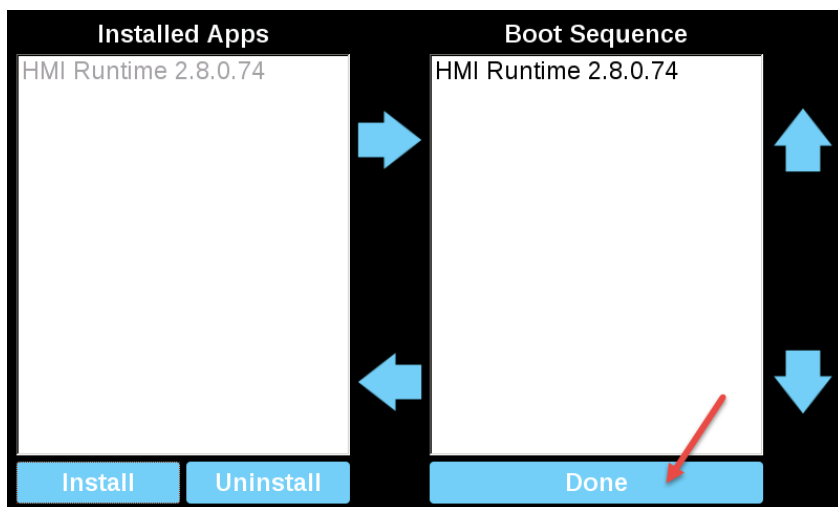 Installed Apps
HMI Runtime 2.8.0.74
Install
Uninstall
Boot Sequence
HMI Runtime 2.8.0.74
Done